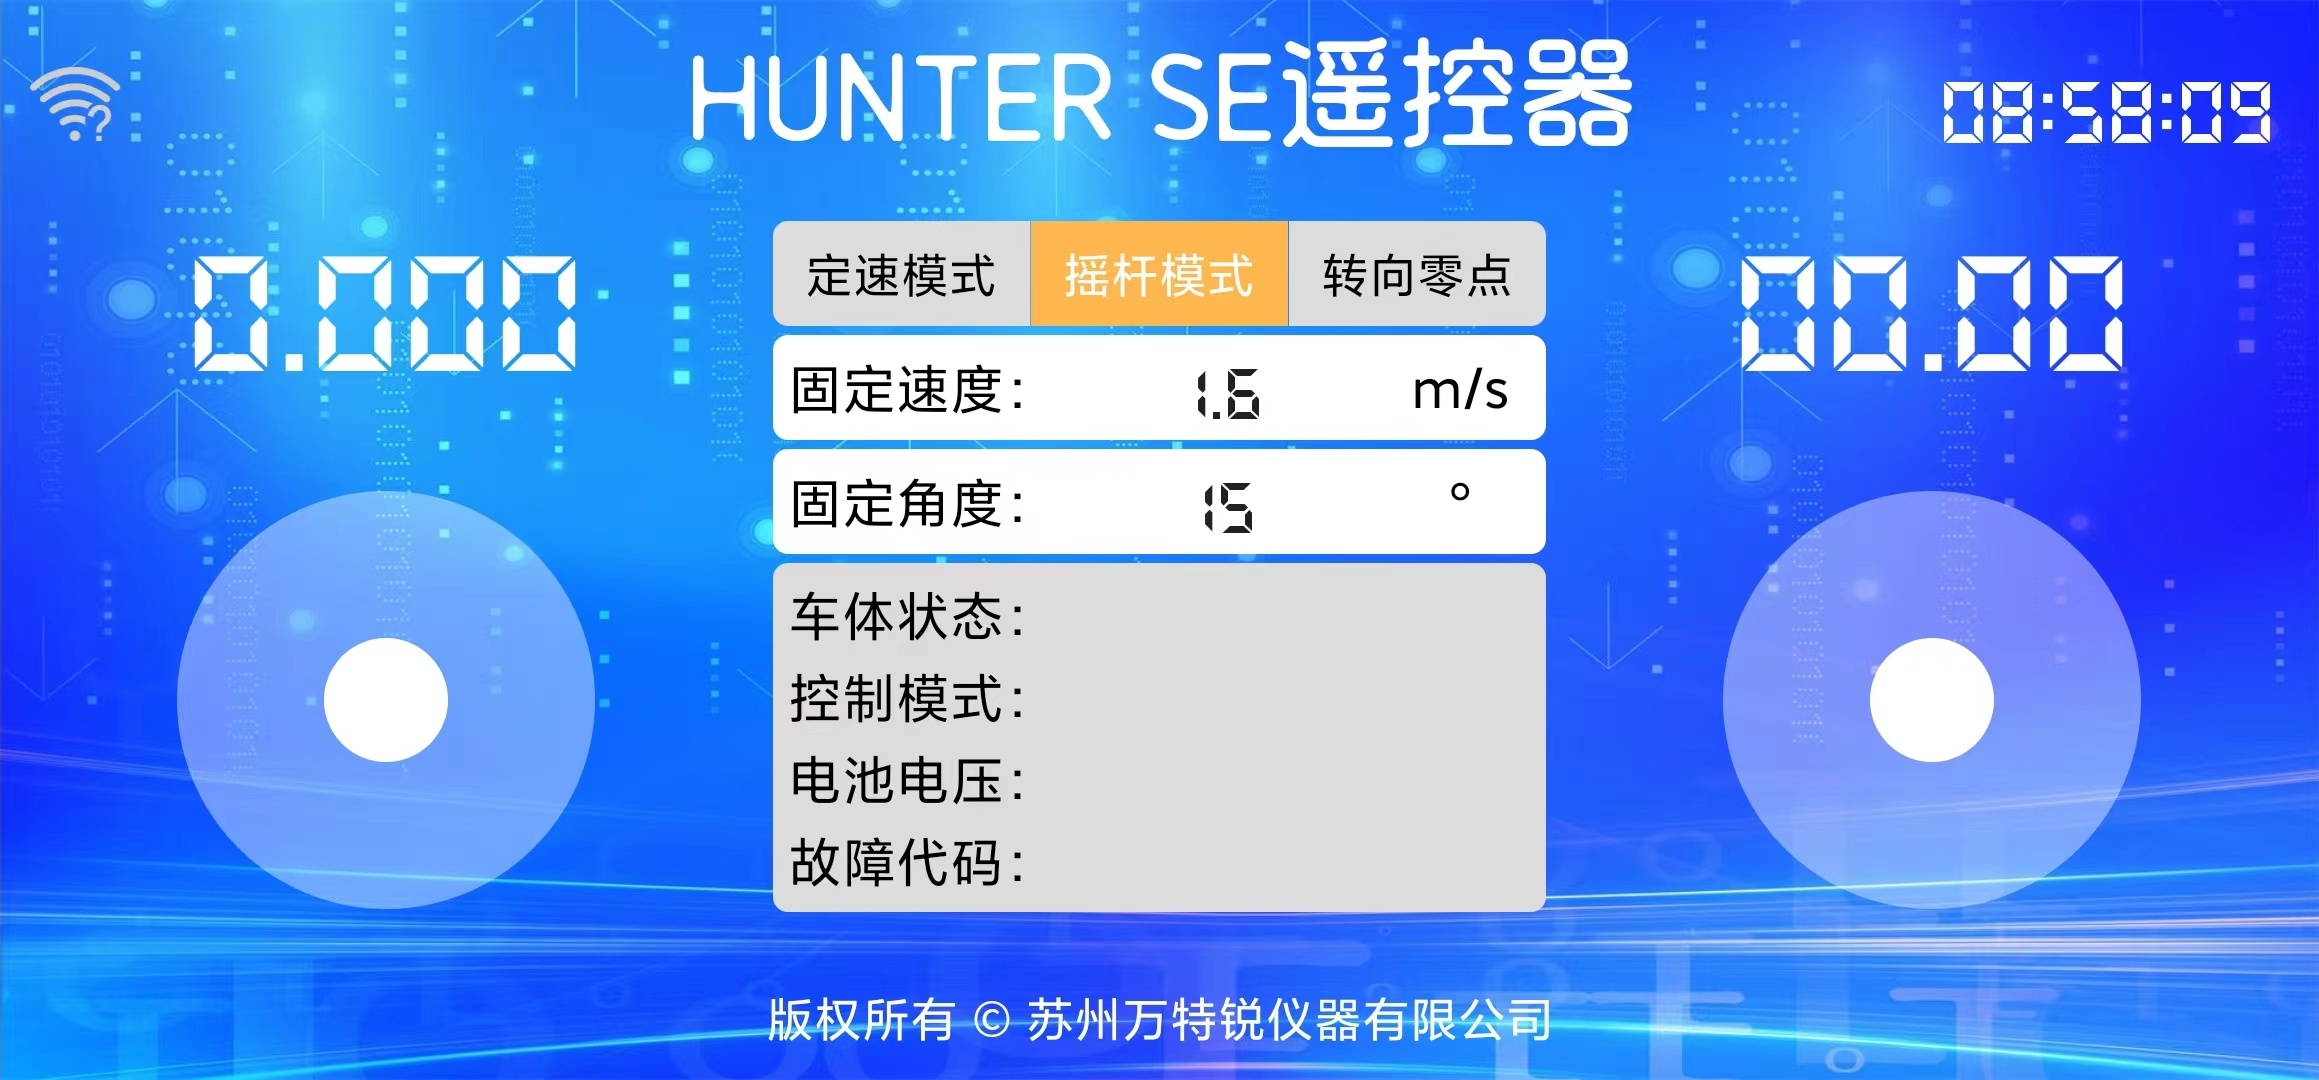 HUNTER SE遥控器
08:58:09
0.000
00.00
定速模式 摇杆模式 转向零点
固定速度： 1.6 m/s
固定角度： 15 °
车体状态：
控制模式：
电池电压：
故障代码：
版权所有 © 苏州万特锐仪器有限公司